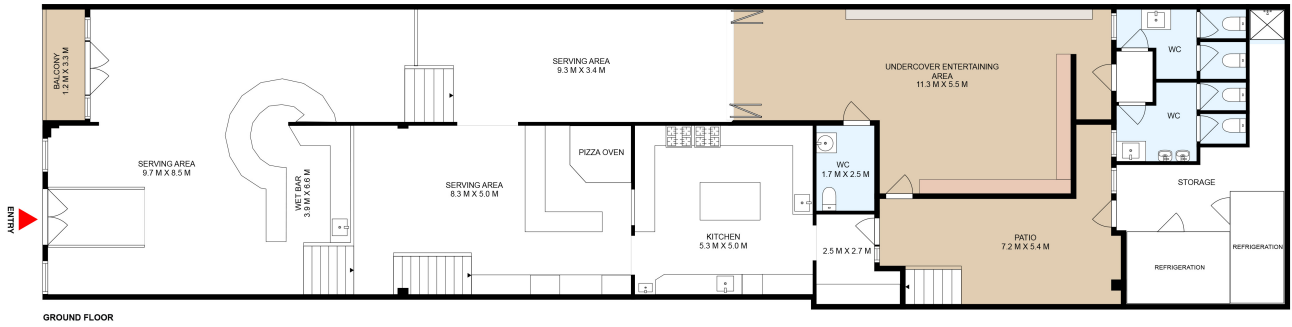 BALCONY
1.2 M X 3.3 M
SERVING AREA
9.3 M X 3.4 M
UNDERCOVER ENTERTAINING
AREA
11.3 M X 5.5 M
WC
WC
SERVING AREA
9.7 M X 8.5 M
WET BAR
3.9 M X 6.6 M
SERVING AREA
8.3 M X 5.0 M
PIZZA OVEN
WC
1.7 M X 2.5 M
STORAGE
ENTRY
KITCHEN
5.3 M X 5.0 M
2.5 M X 2.7 M
PATIO
7.2 M X 5.4 M
REFRIGERATION
REFRIGERATION
GROUND FLOOR